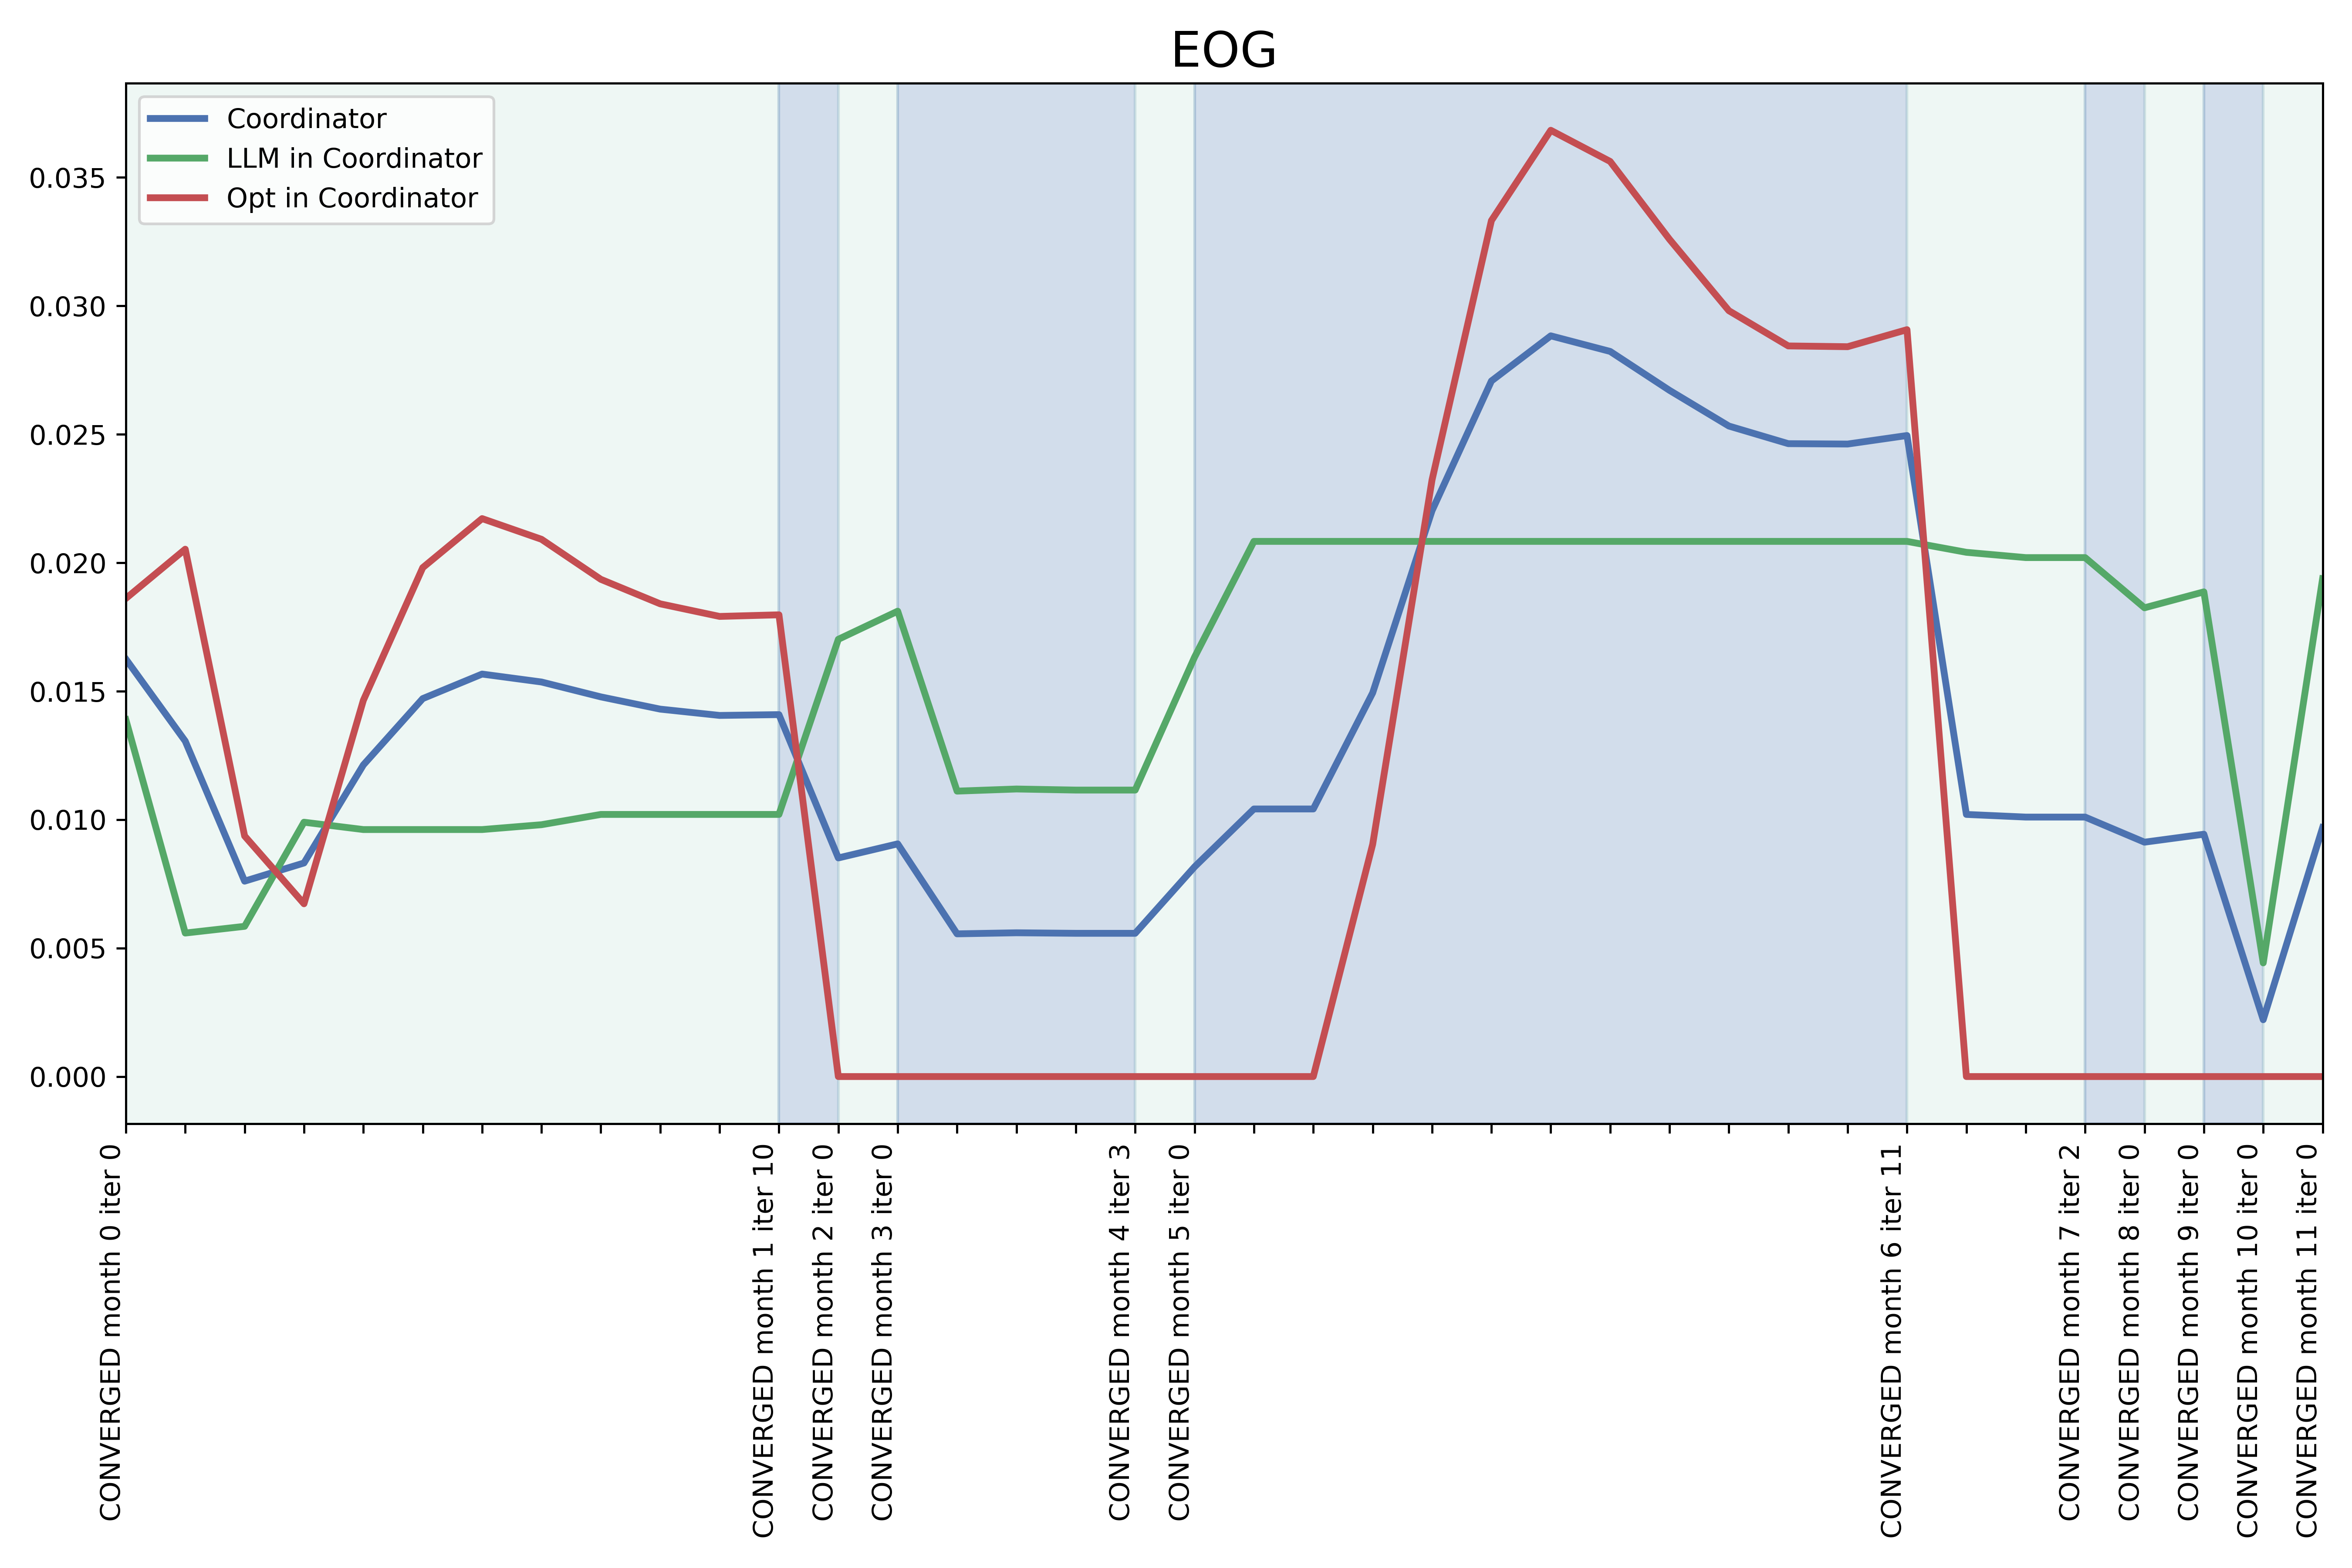 EOG
Coordinator
LLM in Coordinator
Opt in Coordinator
0.035
0.030
0.025
0.020
0.015
0.010
0.005
0.000
CONVERGED month 0 iter 0
CONVERGED month 1 iter 10
CONVERGED month 2 iter 0
CONVERGED month 3 iter 0
CONVERGED month 4 iter 3
CONVERGED month 5 iter 0
CONVERGED month 6 iter 11
CONVERGED month 7 iter 2
CONVERGED month 8 iter 0
CONVERGED month 9 iter 0
CONVERGED month 10 iter 0
CONVERGED month 11 iter 0